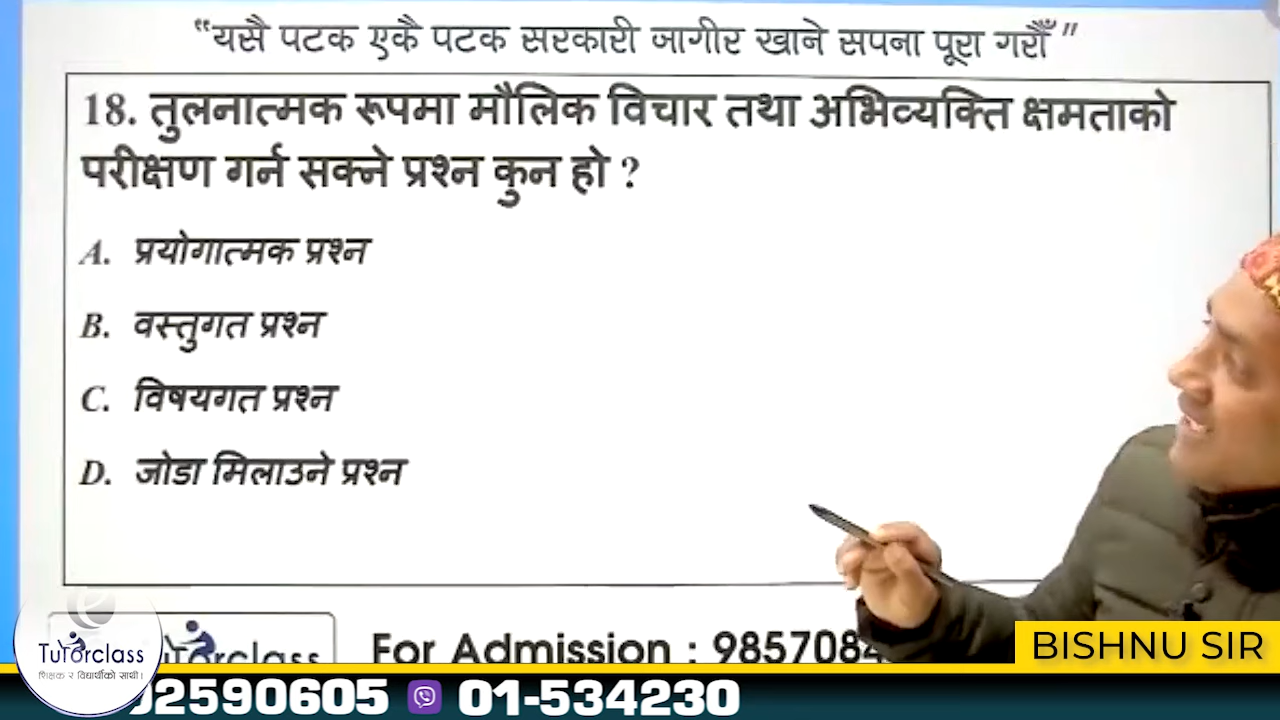 “यसै पटक एकै पटक सरकारी जागीर खाने सपना पूरा गरौँ”
18. तुलनात्मक रूपमा मौलिक विचार तथा अभिव्यक्ति क्षमताको
परीक्षण गर्न सक्ने प्रश्न कुन हो ?
A. प्रयोगात्मक प्रश्न
B. वस्तुगत प्रश्न
C. विषयगत प्रश्न
D. जोडा मिलाउने प्रश्न
For Admission : 985708
BISHNU SIR
Tutorclass
शिक्षक र विद्यार्थीको साथी।
2590605 01-534230